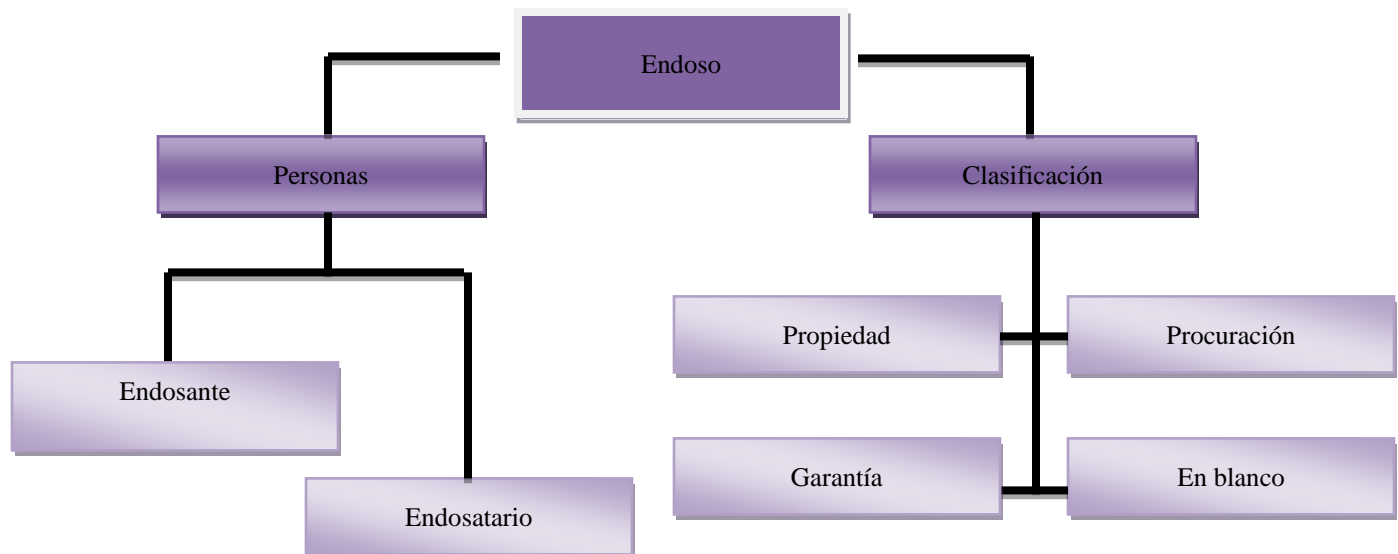 Endoso
Personas
Clasificación
Propiedad
Procuración
Endosante
Garantía
En blanco
Endosatario